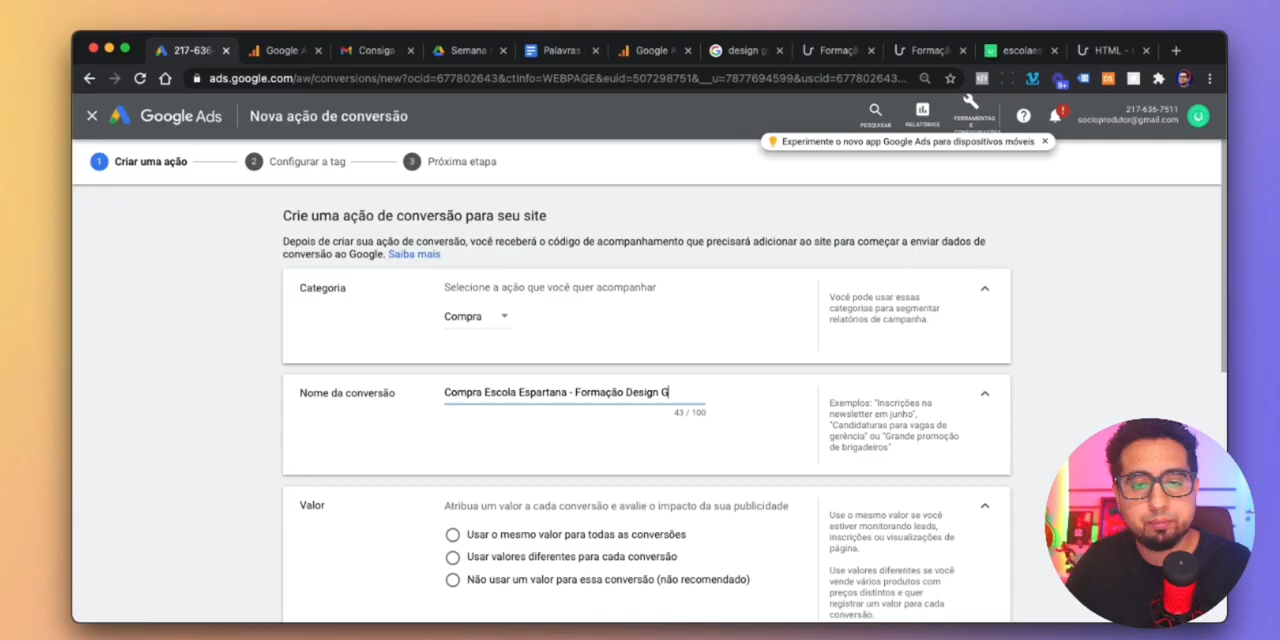 217-636
Google A
Consiga
Semana
Palavras
Google A
design g
Formaçã
Formaçã
escolaes
HTML -
ads.google.com/aw/conversions/new?ocid=677802643&ctInfo=WEBPAGE&euid=507298751&__u=7877694599&uscid=677802643...
Google Ads
Nova ação de conversão
PESQUISAR
RELATÓRIOS
FERRAMENTAS
E
CONFIGURAÇÕES
217-636-7511
socioprodutor@gmail.com
Experimente o novo app Google Ads para dispositivos móveis
1 Criar uma ação
2 Configurar a tag
3 Próxima etapa
Crie uma ação de conversão para seu site
Depois de criar sua ação de conversão, você receberá o código de acompanhamento que precisará adicionar ao site para começar a enviar dados de
conversão ao Google. Saiba mais
Categoria
Selecione a ação que você quer acompanhar
Compra
Você pode usar essas
categorias para segmentar
relatórios de campanha.
Nome da conversão
Compra Escola Espartana - Formação Design G
43 / 100
Exemplos: "Inscrições na
newsletter em junho",
"Candidaturas para vagas de
gerência" ou "Grande promoção
de brigadeiros"
Valor
Atribua um valor a cada conversão e avalie o impacto da sua publicidade
Usar o mesmo valor para todas as conversões
Usar valores diferentes para cada conversão
Não usar um valor para essa conversão (não recomendado)
Use o mesmo valor se você
estiver monitorando leads,
inscrições ou visualizações de
página.
Use valores diferentes se você
vende vários produtos com
preços distintos e quer
registrar um valor para cada
conversão.